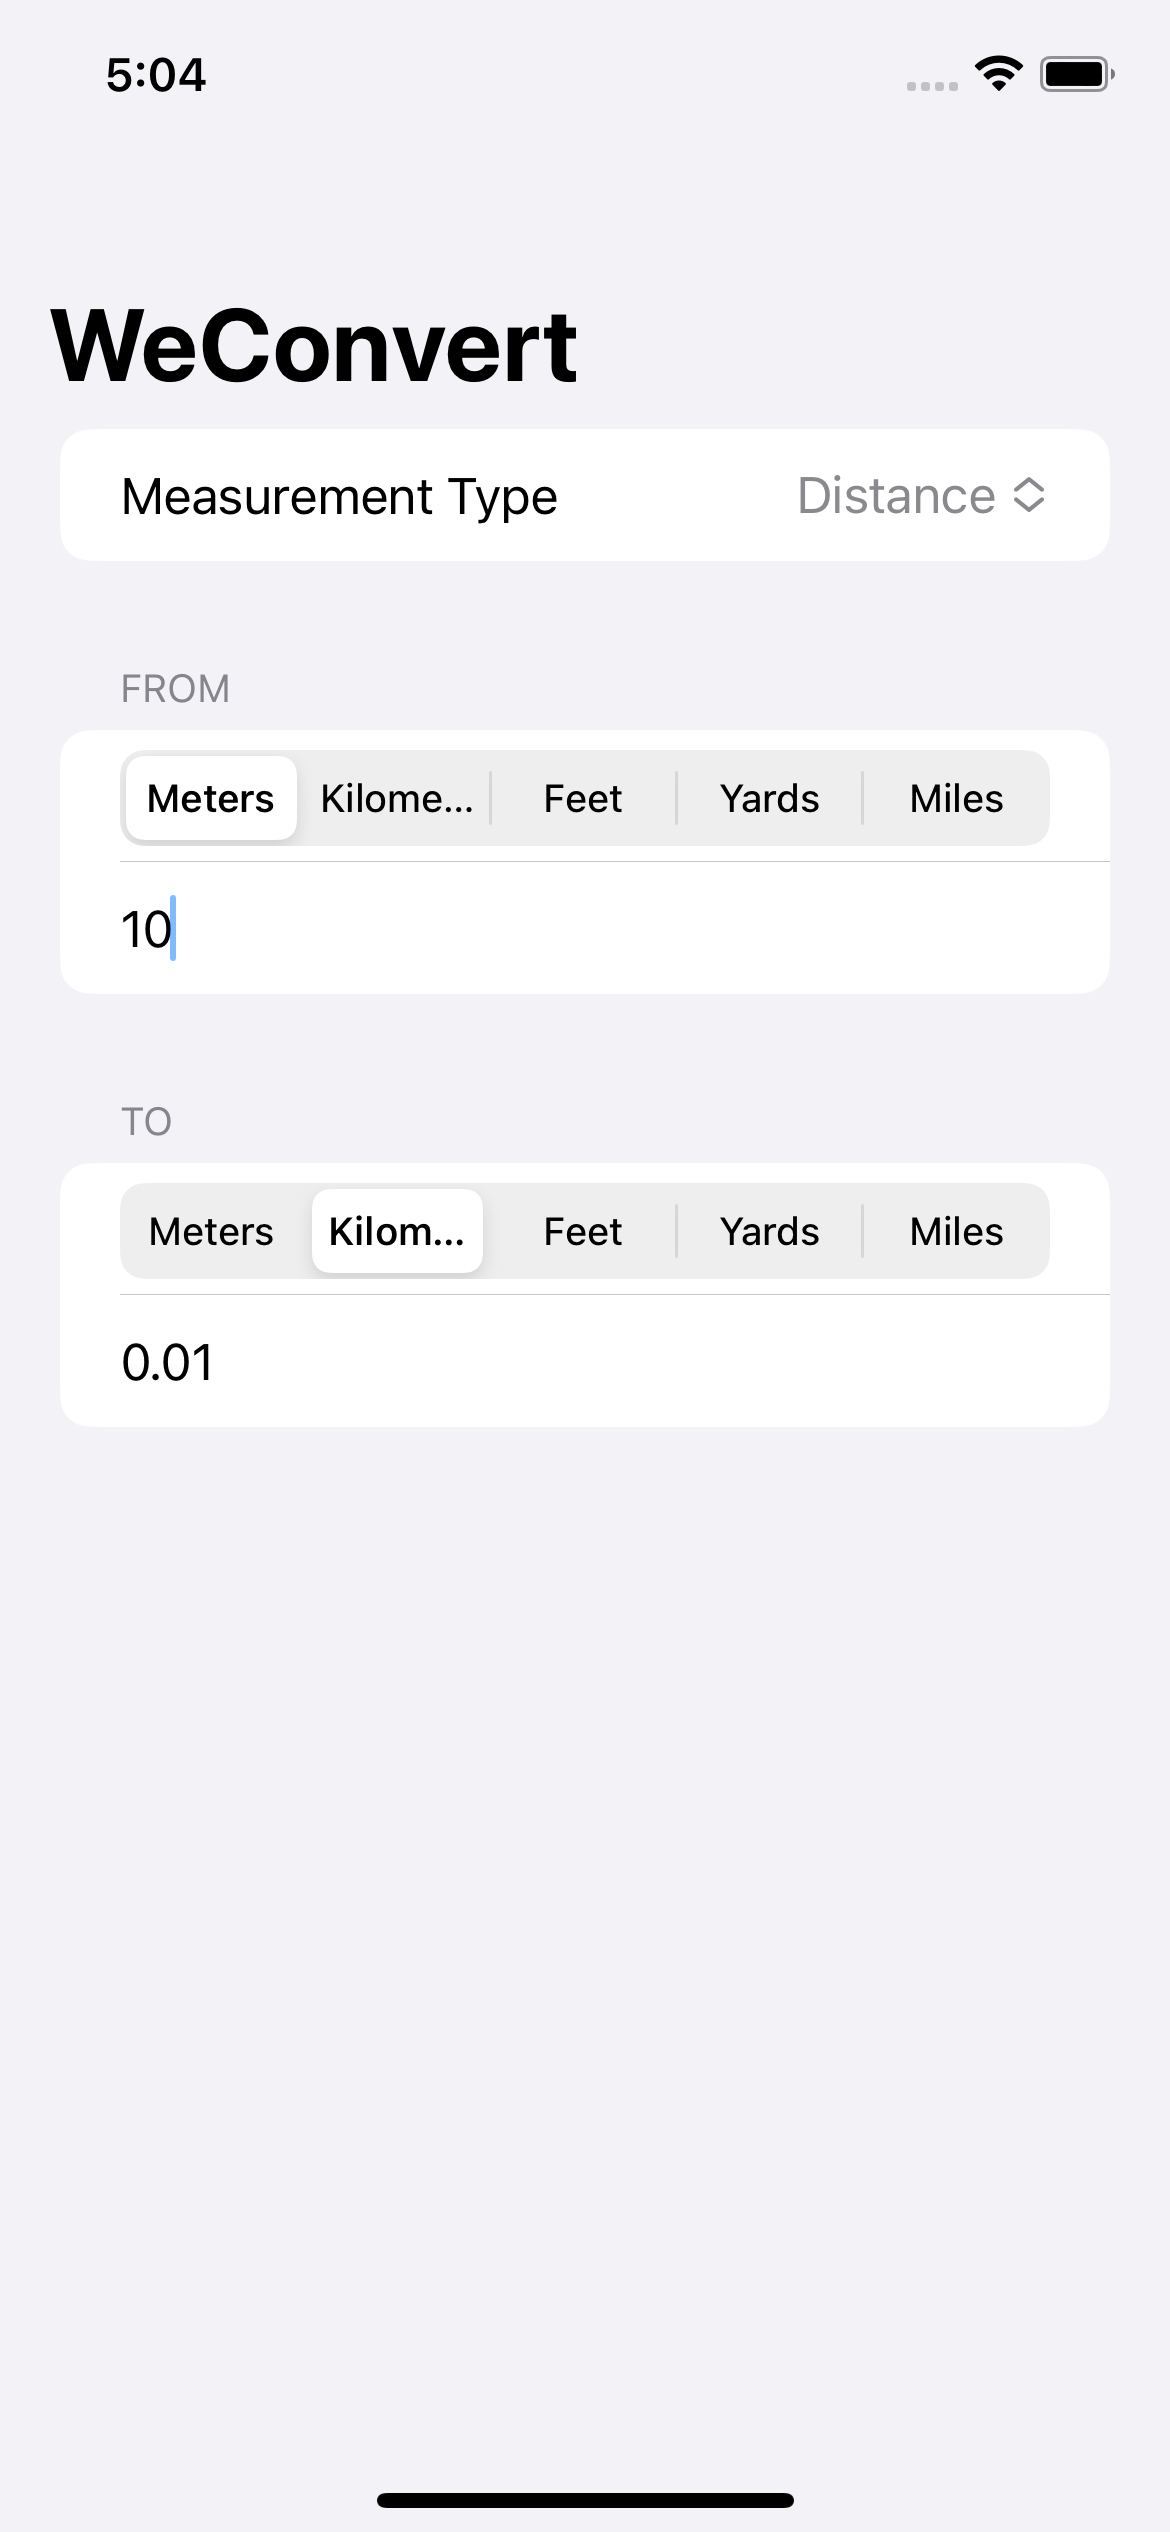 5:04
WeConvert
Measurement Type Distance
FROM
Meters Kilome... Feet Yards Miles
10
TO
Meters Kilom... Feet Yards Miles
0.01